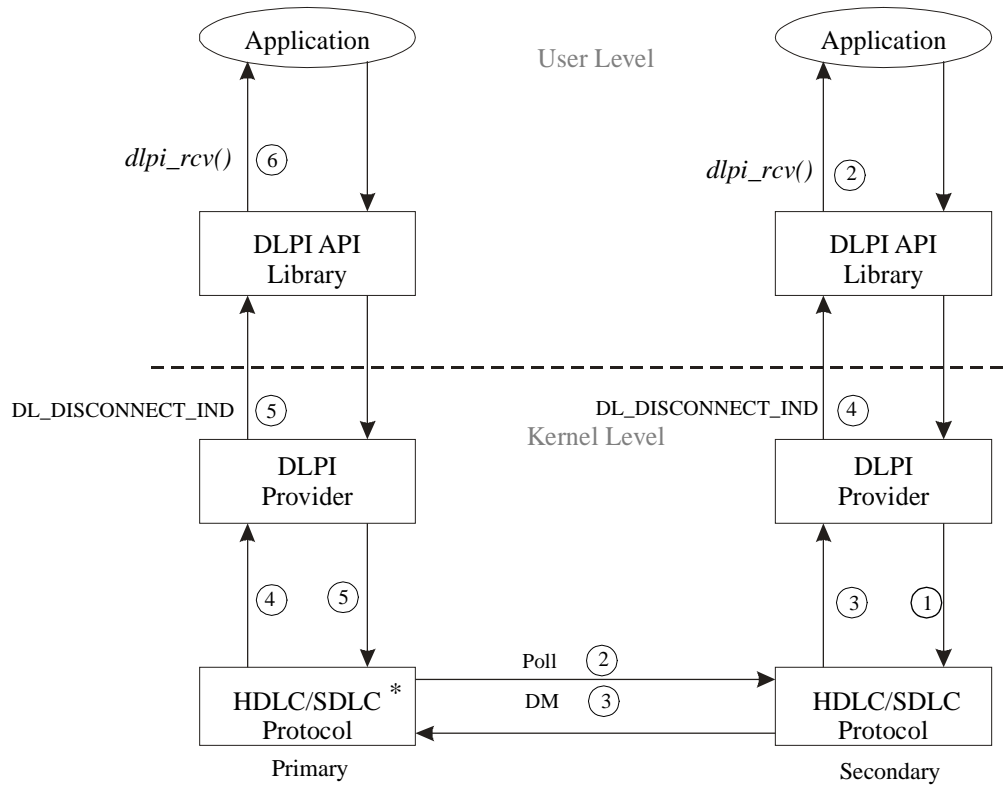 Application
Application
User Level
dlpi_rcv() 6
dlpi_rcv() 2
DLPI API
Library
DLPI API
Library
DL_DISCONNECT_IND 5
DL_DISCONNECT_IND 4
Kernel Level
DLPI
Provider
DLPI
Provider
4 5
3 1
Poll 2
DM 3
HDLC/SDLC *
Protocol
HDLC/SDLC
Protocol
Primary
Secondary